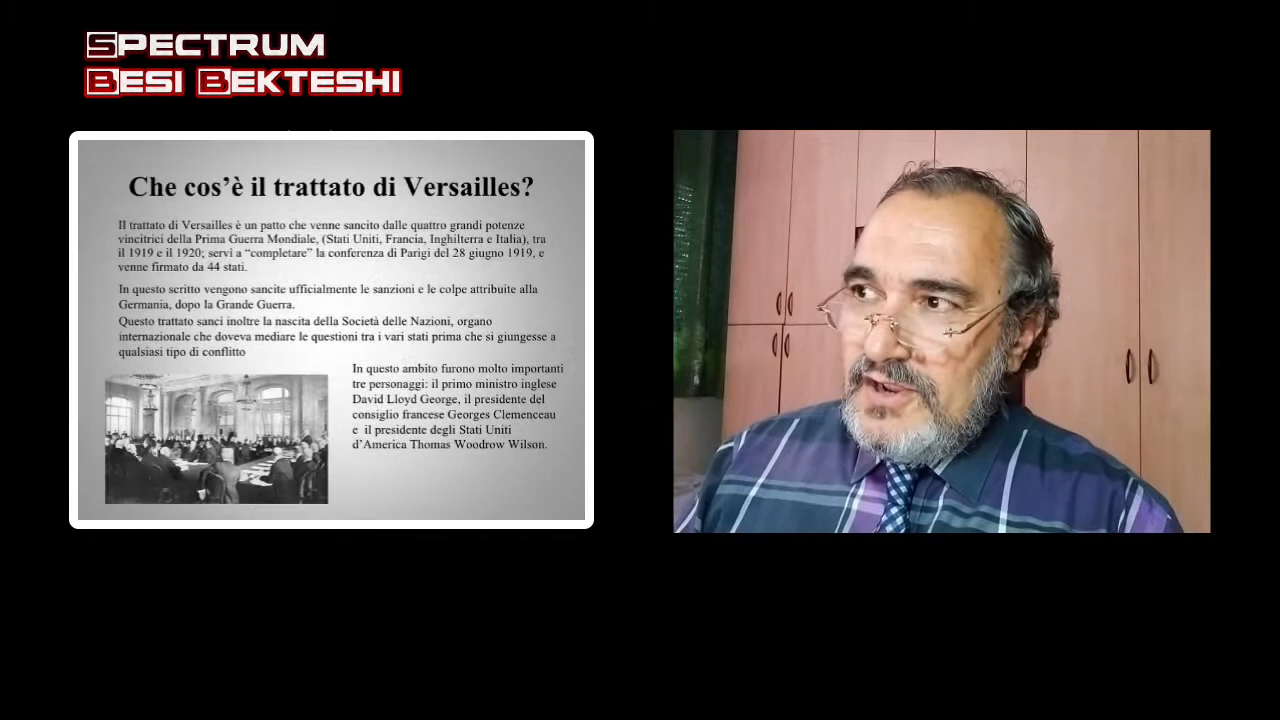 SPECTRUM
BESI BEKTESHI
Che cos’è il trattato di Versailles?
Il trattato di Versailles è un patto che venne sancito dalle quattro grandi potenze
vincitrici della Prima Guerra Mondiale, (Stati Uniti, Francia, Inghilterra e Italia), tra
il 1919 e il 1920; servì a “completare” la conferenza di Parigi del 28 giugno 1919, e
venne firmato da 44 stati.
In questo scritto vengono sancite ufficialmente le sanzioni e le colpe attribuite alla
Germania, dopo la Grande Guerra.
Questo trattato sancì inoltre la nascita della Società delle Nazioni, organo
internazionale che doveva mediare le questioni tra i vari stati prima che si giungesse a
qualsiasi tipo di conflitto
In questo ambito furono molto importanti
tre personaggi: il primo ministro inglese
David Lloyd George, il presidente del
consiglio francese Georges Clemenceau
e il presidente degli Stati Uniti
d’America Thomas Woodrow Wilson.